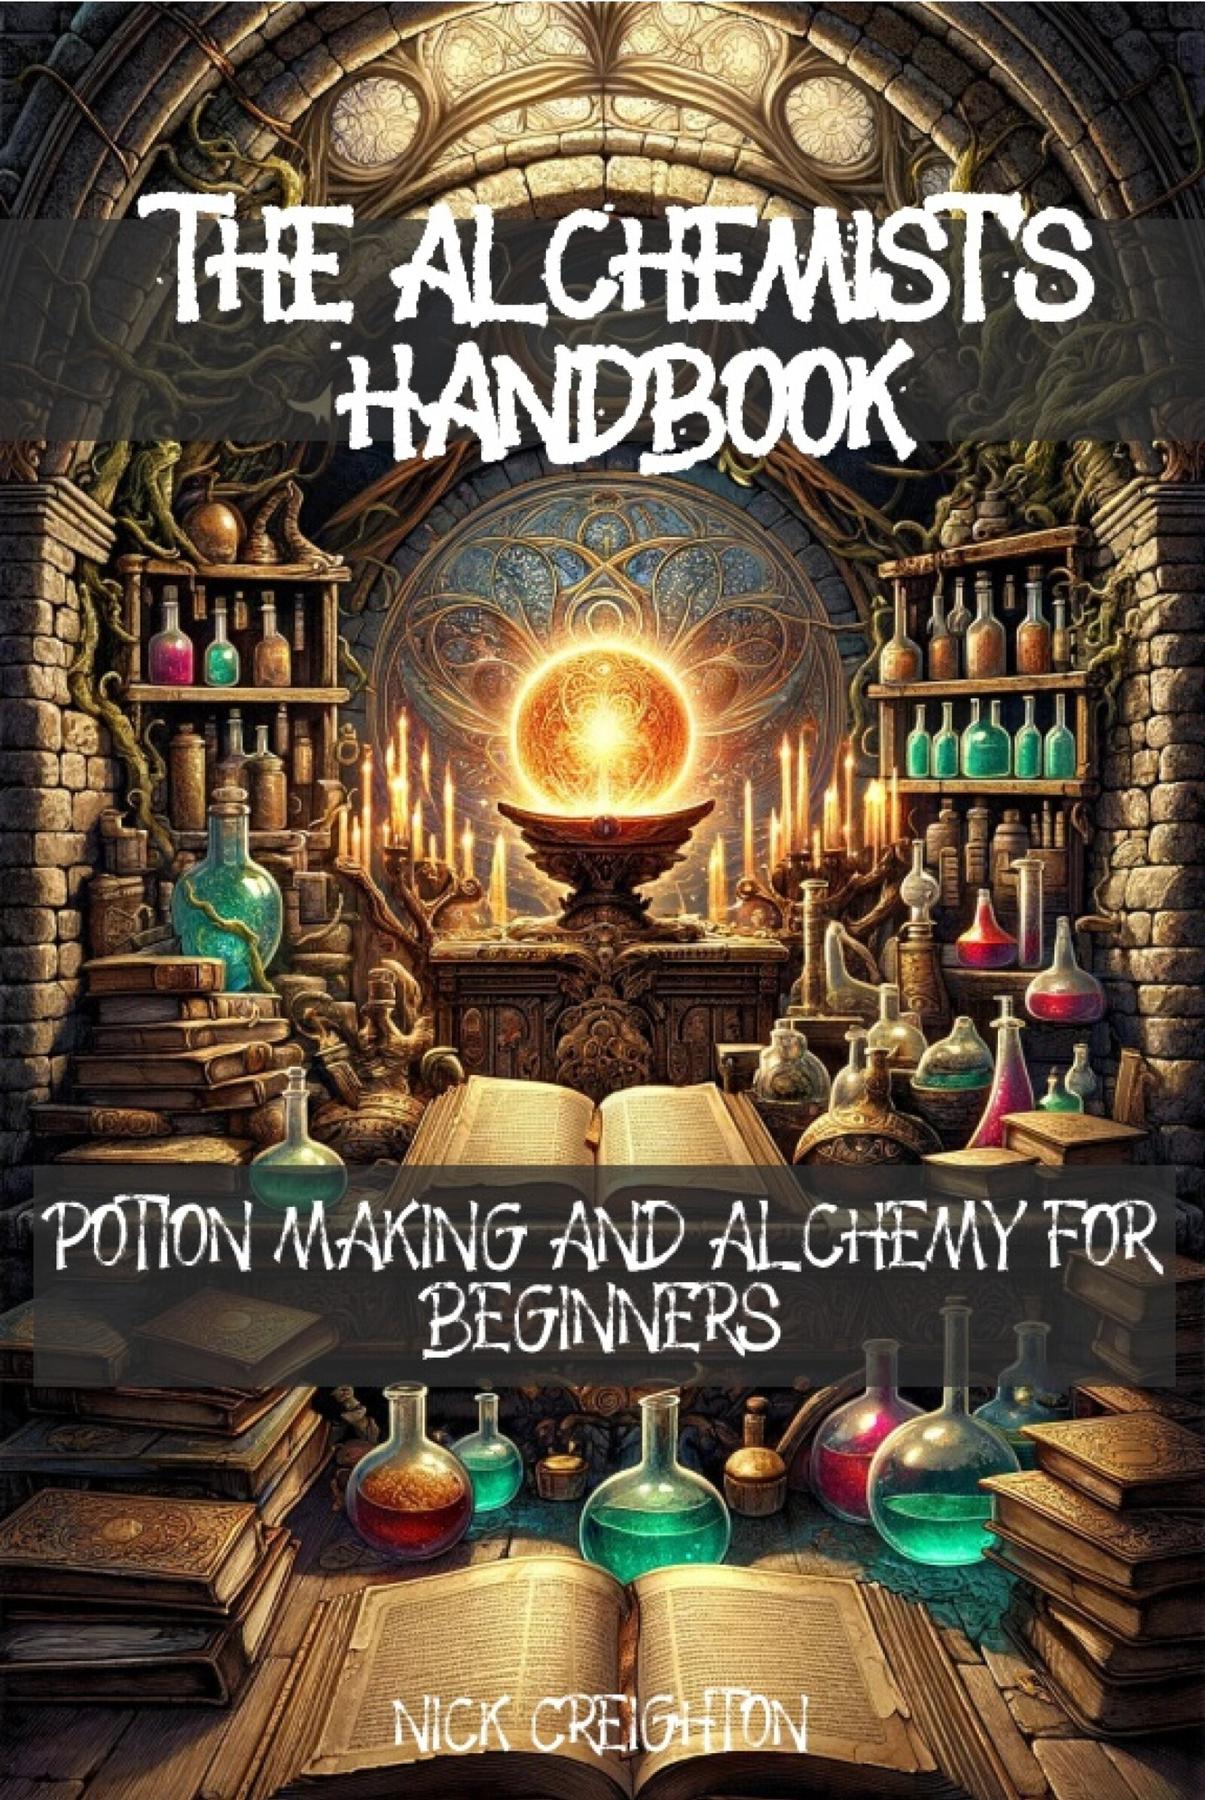 THE ALCHEMIST'S
HANDBOOK
POTION MAKING AND ALCHEMY FOR
BEGINNERS
NICK CREIGHTON